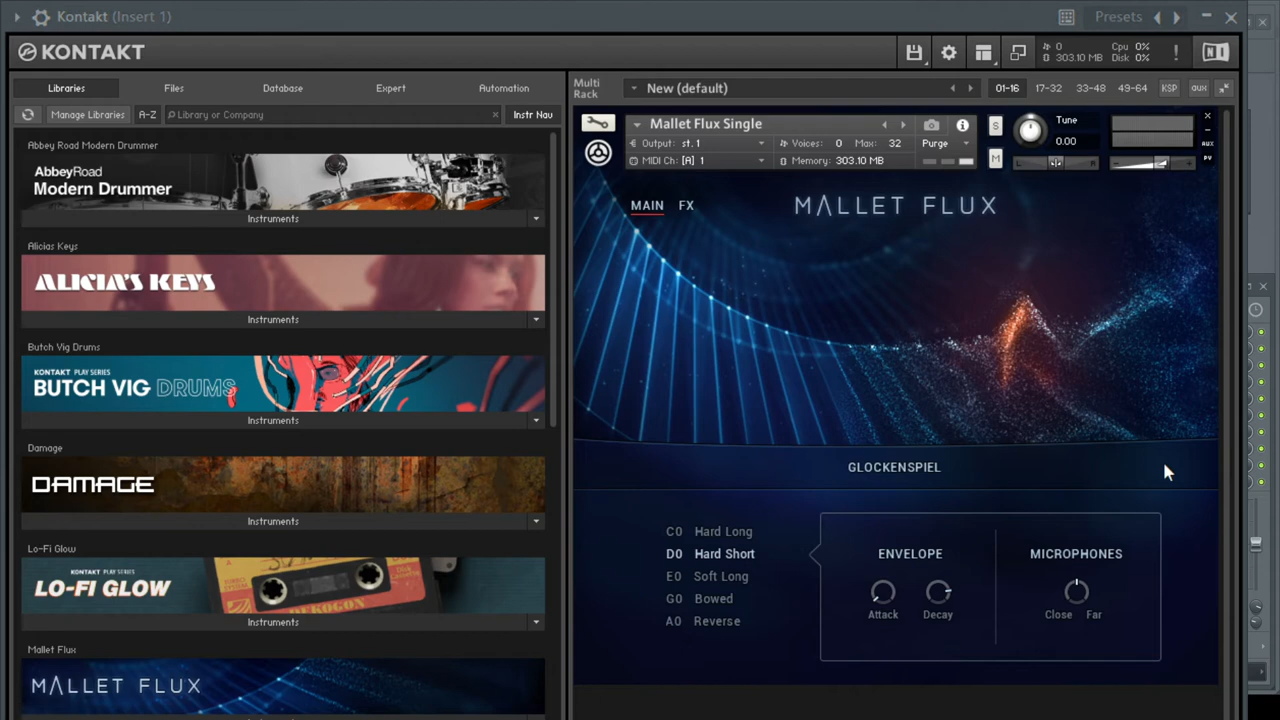 Kontakt (Insert 1)
Presets
KONTAKT
0
303.10 MB
Cpu 0%
Disk 0%
!
NI
Libraries
Files
Database
Expert
Automation
Manage Libraries
A-Z
Library or Company
Instr Nav
Abbey Road Modern Drummer
AbbeyRoad
Modern Drummer
Instruments
Alicias Keys
ALICIA'S KEYS
Instruments
Butch Vig Drums
KONTAKT PLAY SERIES
BUTCH VIG DRUMS
Instruments
Damage
DAMAGE
Instruments
Lo-Fi Glow
KONTAKT PLAY SERIES
LO-FI GLOW
Instruments
Mallet Flux
MALLET FLUX
Multi
Rack
New (default)
01-16
17-32
33-48
49-64
KSP
AUX
Mallet Flux Single
Output: st. 1
Voices: 0 Max: 32
Purge
MIDI Ch: [A] 1
Memory: 303.10 MB
S
M
Tune
0.00
L
R
AUX
PV
MAIN
FX
MALLET FLUX
GLOCKENSPIEL
C0 Hard Long
D0 Hard Short
E0 Soft Long
G0 Bowed
A0 Reverse
ENVELOPE
Attack
Decay
MICROPHONES
Close
Far